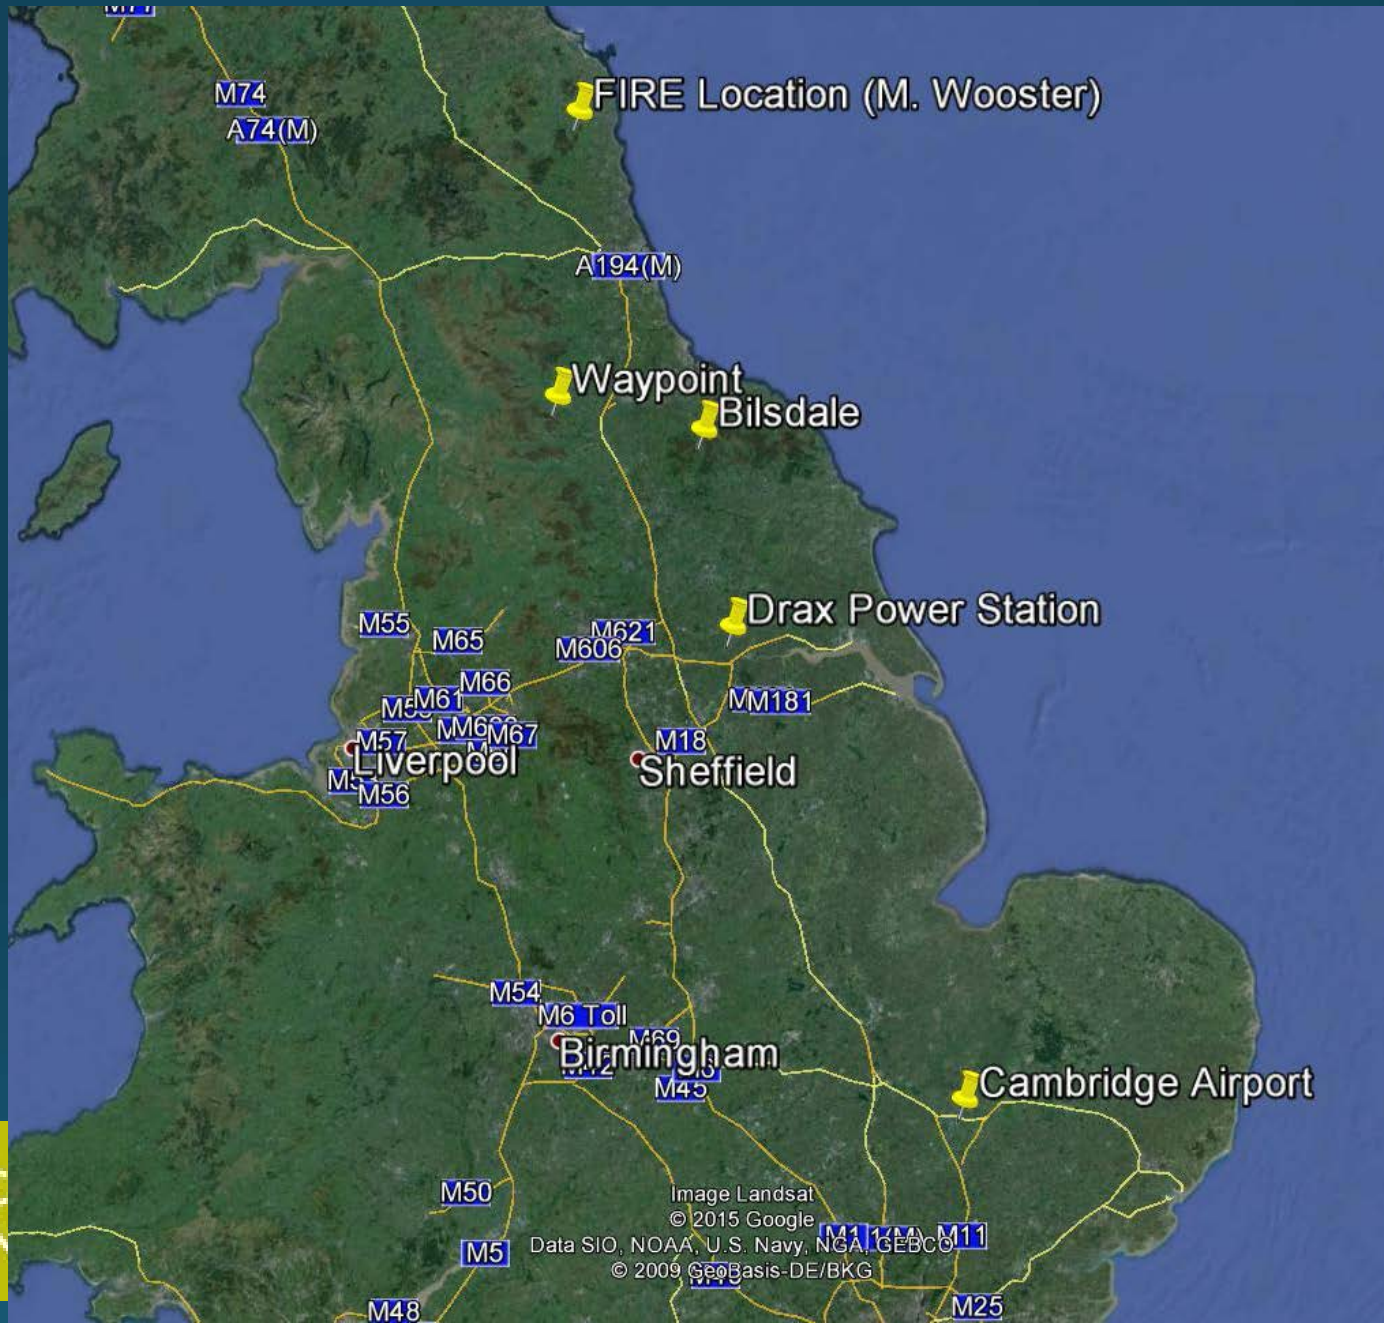 M74
A74(M)
FIRE Location (M. Wooster)
A194(M)
Waypoint
Bilsdale
Drax Power Station
M55
M621
M65
M606
M66
M61
M181
M67
M18
M57
Liverpool
Sheffield
M56
M54
M6 Toll
M69
Birmingham
M45
Cambridge Airport
M50
Image Landsat
© 2015 Google
M1
M11
Data SIO, NOAA, U.S. Navy, NGA, GEBCO
M5
© 2009 GeoBasis-DE/BKG
M25
M48